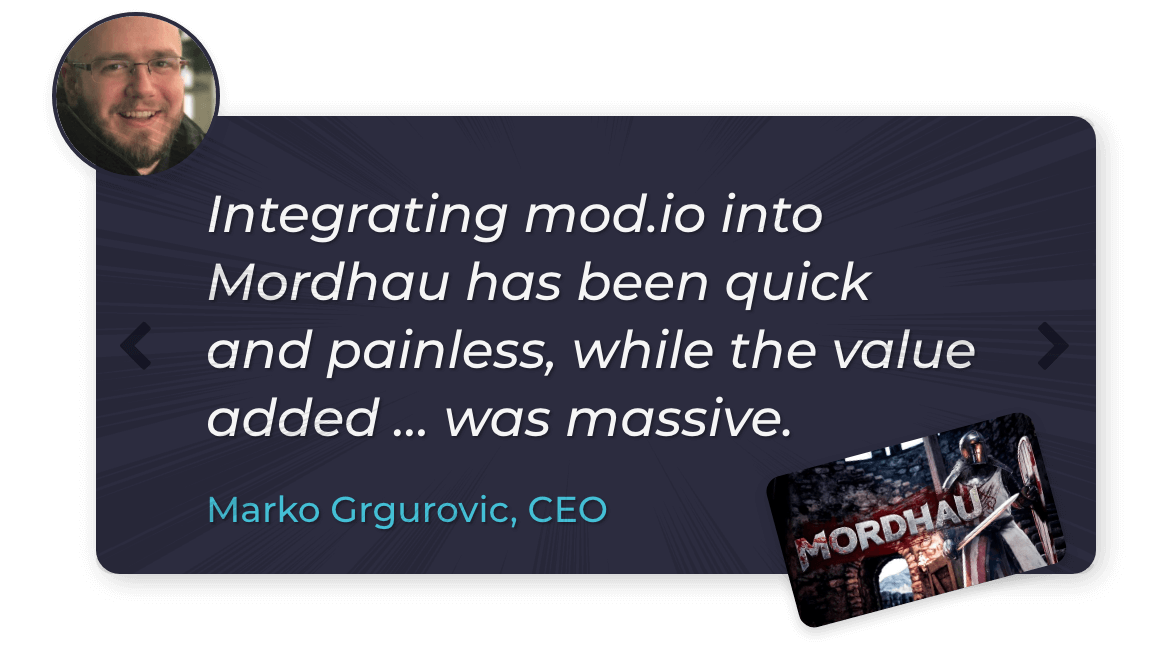 Integrating mod.io into
Mordhau has been quick
and painless, while the value
added ... was massive.
Marko Grgurovic, CEO
MORDHAU